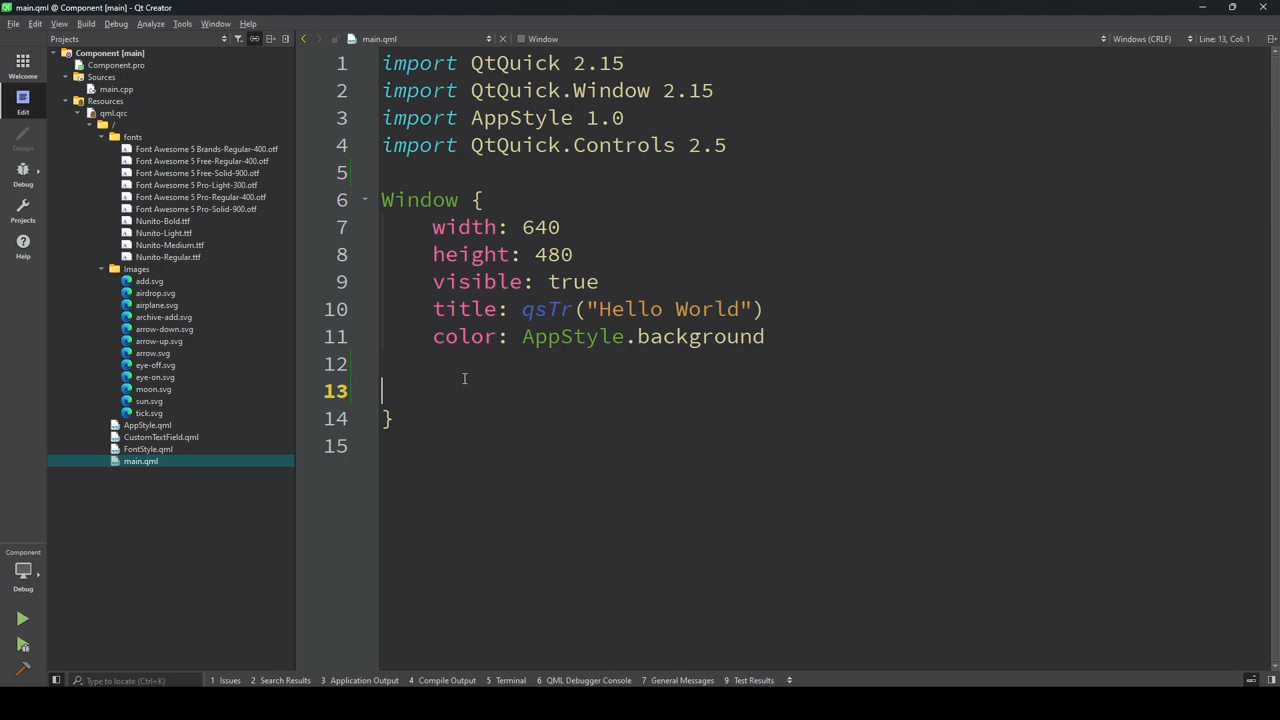 main.qml @ Component [main] - Qt Creator
File Edit View Build Debug Analyze Tools Window Help
Projects
main.qml
Window
Windows (CRLF)
Line: 13, Col: 1
Welcome
Edit
Design
Debug
Projects
Help
Component [main]
Component.pro
Sources
main.cpp
Resources
qml.qrc
/
fonts
Font Awesome 5 Brands-Regular-400.otf
Font Awesome 5 Free-Regular-400.otf
Font Awesome 5 Free-Solid-900.otf
Font Awesome 5 Pro-Light-300.otf
Font Awesome 5 Pro-Regular-400.otf
Font Awesome 5 Pro-Solid-900.otf
Nunito-Bold.ttf
Nunito-Light.ttf
Nunito-Medium.ttf
Nunito-Regular.ttf
Images
add.svg
airdrop.svg
airplane.svg
archive-add.svg
arrow-down.svg
arrow-up.svg
arrow.svg
eye-off.svg
eye-on.svg
moon.svg
sun.svg
tick.svg
AppStyle.qml
CustomTextField.qml
FontStyle.qml
main.qml
1 import QtQuick 2.15
2 import QtQuick.Window 2.15
3 import AppStyle 1.0
4 import QtQuick.Controls 2.5
5
6 Window {
7 width: 640
8 height: 480
9 visible: true
10 title: qsTr("Hello World")
11 color: AppStyle.background
12
13
14 }
15
Component
Debug
Type to locate (Ctrl+K)
1 Issues 2 Search Results 3 Application Output 4 Compile Output 5 Terminal 6 QML Debugger Console 7 General Messages 9 Test Results